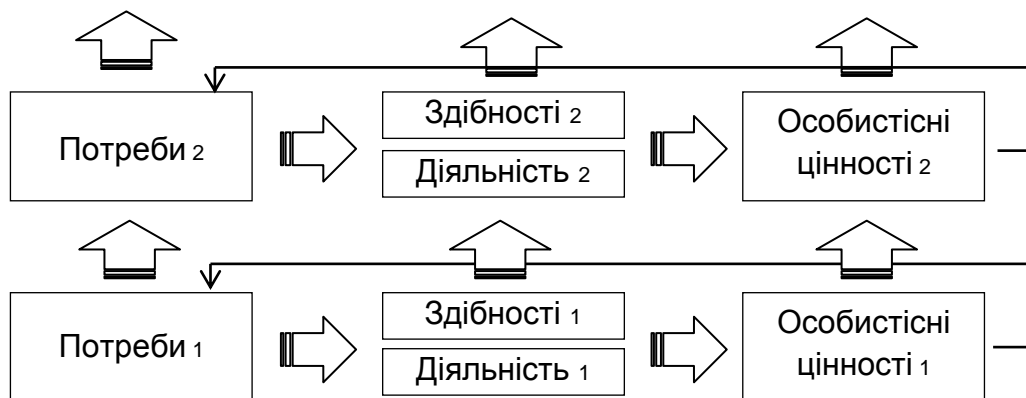 Потреби 2
Здібності 2
Діяльність 2
Особистісні
цінності 2
Потреби 1
Здібності 1
Діяльність 1
Особистісні
цінності 1